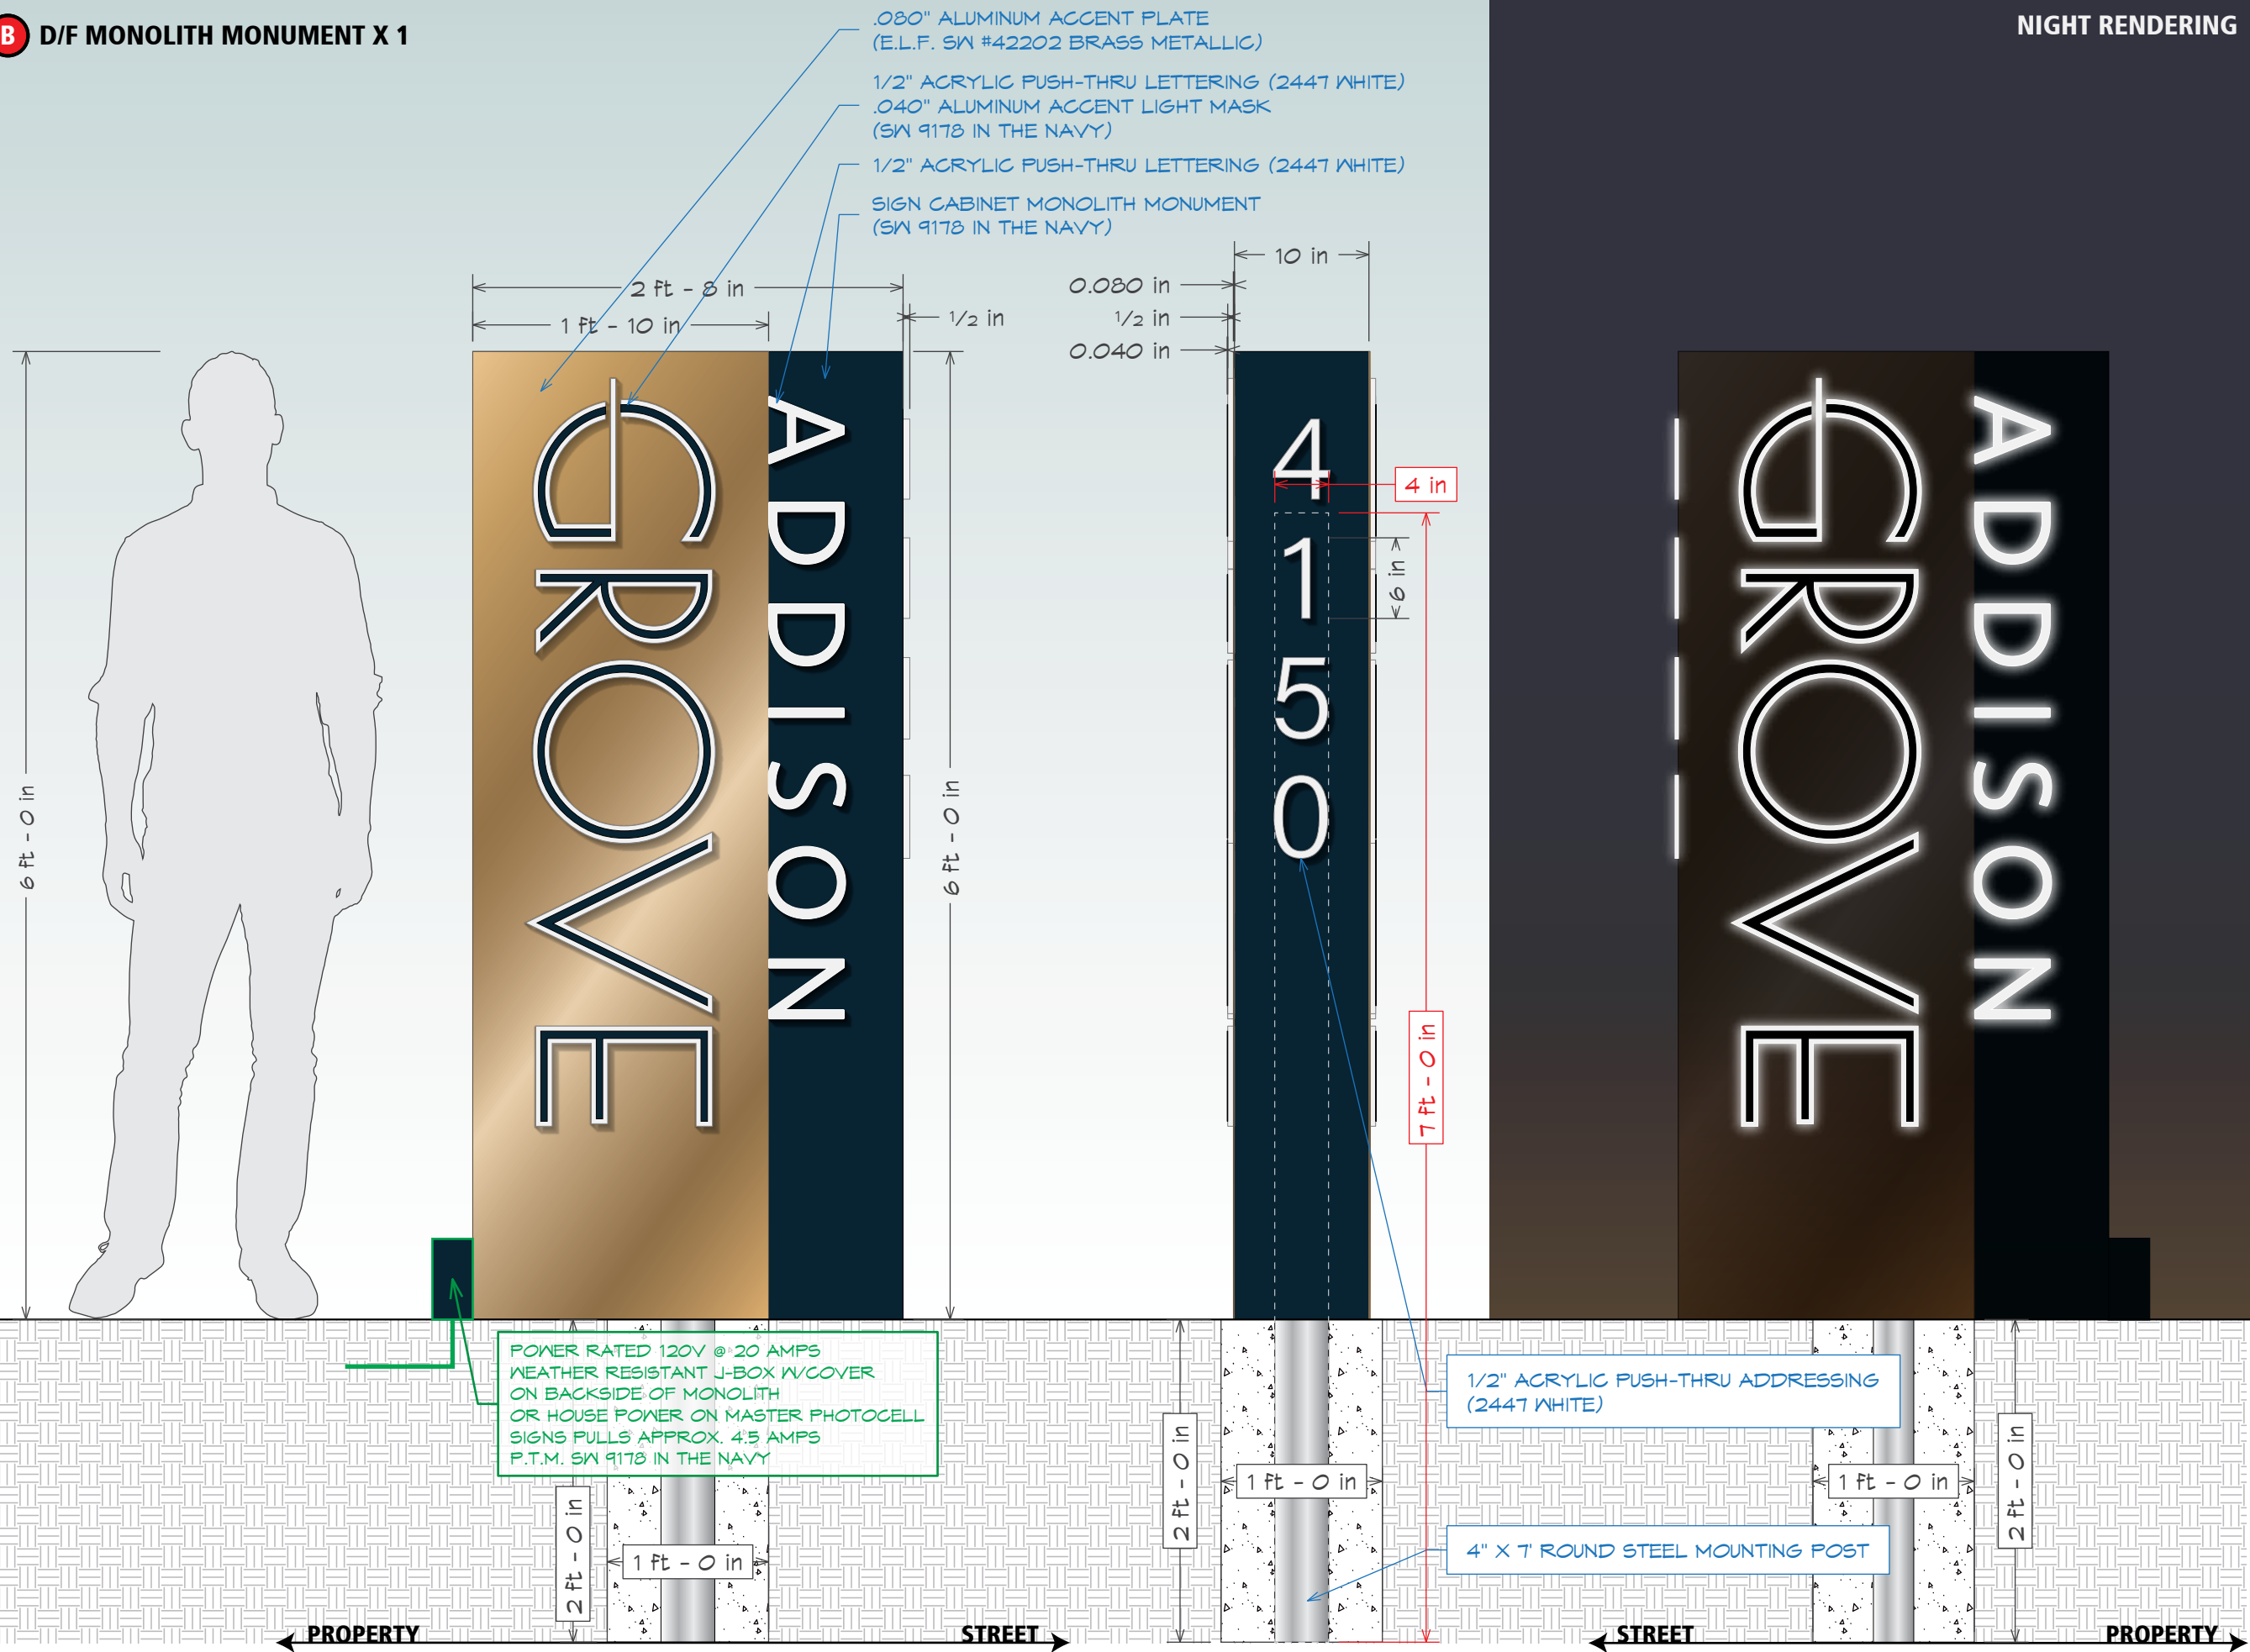 B D/F MONOLITH MONUMENT X 1
NIGHT RENDERING
.080" ALUMINUM ACCENT PLATE
(E.L.F. SW #42202 BRASS METALLIC)
1/2" ACRYLIC PUSH-THRU LETTERING (2447 WHITE)
.040" ALUMINUM ACCENT LIGHT MASK
(SW 9178 IN THE NAVY)
1/2" ACRYLIC PUSH-THRU LETTERING (2447 WHITE)
SIGN CABINET MONOLITH MONUMENT
(SW 9178 IN THE NAVY)
2 ft - 8 in
1 ft - 10 in
1/2 in
10 in
0.080 in
1/2 in
0.040 in
6 ft - 0 in
GROVE
ADDISON
6 ft - 0 in
4
1
5
0
4 in
6 in
7 ft - 0 in
GROVE
ADDISON
POWER RATED 120V @ 20 AMPS
WEATHER RESISTANT J-BOX W/COVER
ON BACKSIDE OF MONOLITH
OR HOUSE POWER ON MASTER PHOTOCELL
SIGNS PULLS APPROX. 4.5 AMPS
P.T.M. SW 9178 IN THE NAVY
2 ft - 0 in
1 ft - 0 in
2 ft - 0 in
1 ft - 0 in
1/2" ACRYLIC PUSH-THRU ADDRESSING
(2447 WHITE)
4" X 7' ROUND STEEL MOUNTING POST
1 ft - 0 in
2 ft - 0 in
PROPERTY
STREET
STREET
PROPERTY